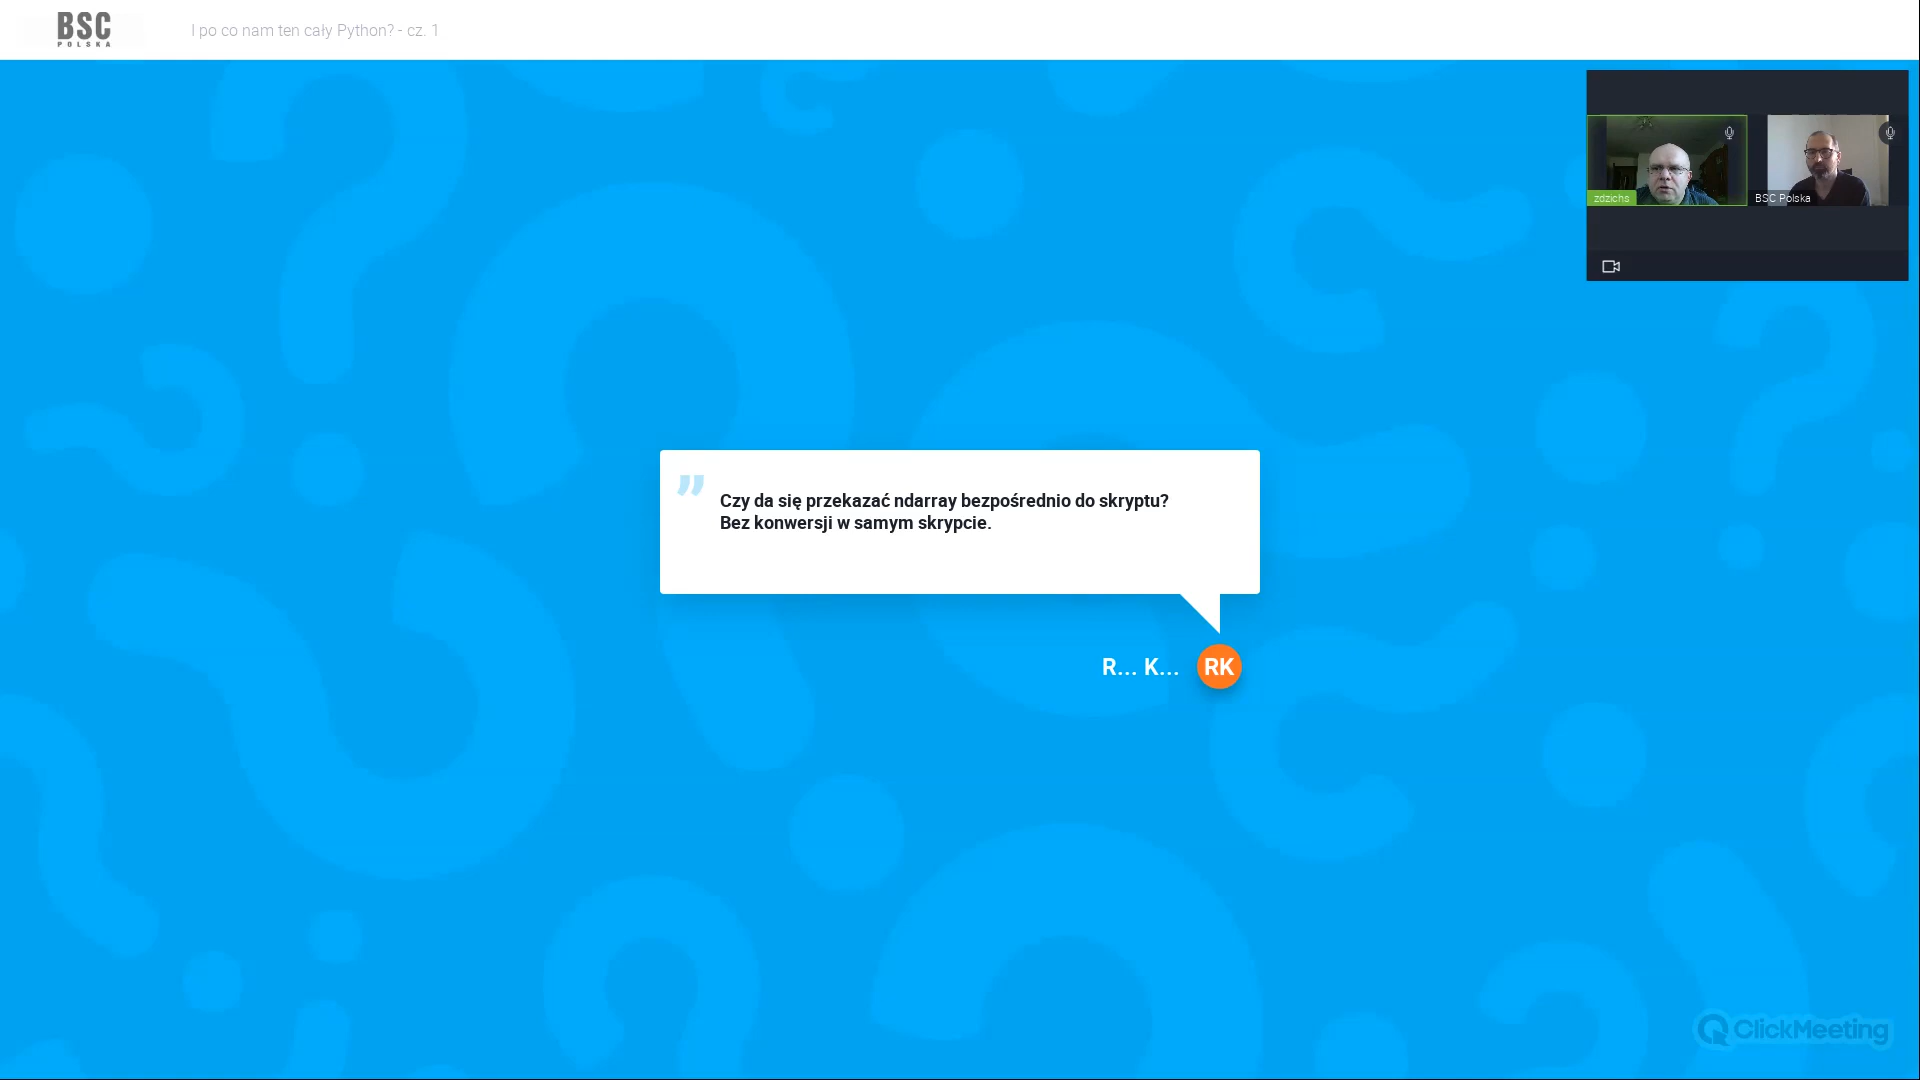 BSC
POLSKA
I po co nam ten cały Python? - cz. 1
zdzichs
BSC Polska
Czy da się przekazać ndarray bezpośrednio do skryptu?
Bez konwersji w samym skrypcie.
R... K...
RK
ClickMeeting